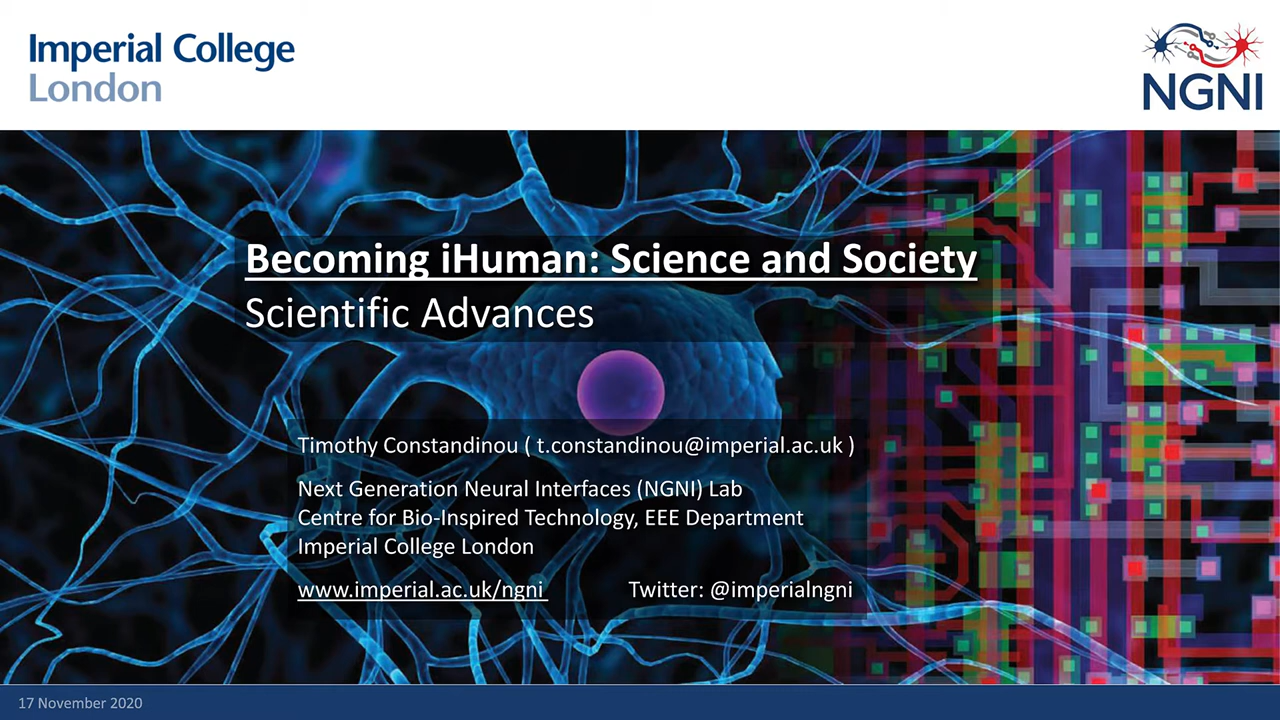 Imperial College
London
NGNI
Becoming iHuman: Science and Society
Scientific Advances
Timothy Constandinou ( t.constandinou@imperial.ac.uk )
Next Generation Neural Interfaces (NGNI) Lab
Centre for Bio-Inspired Technology, EEE Department
Imperial College London
www.imperial.ac.uk/ngni Twitter: @imperialngni
17 November 2020